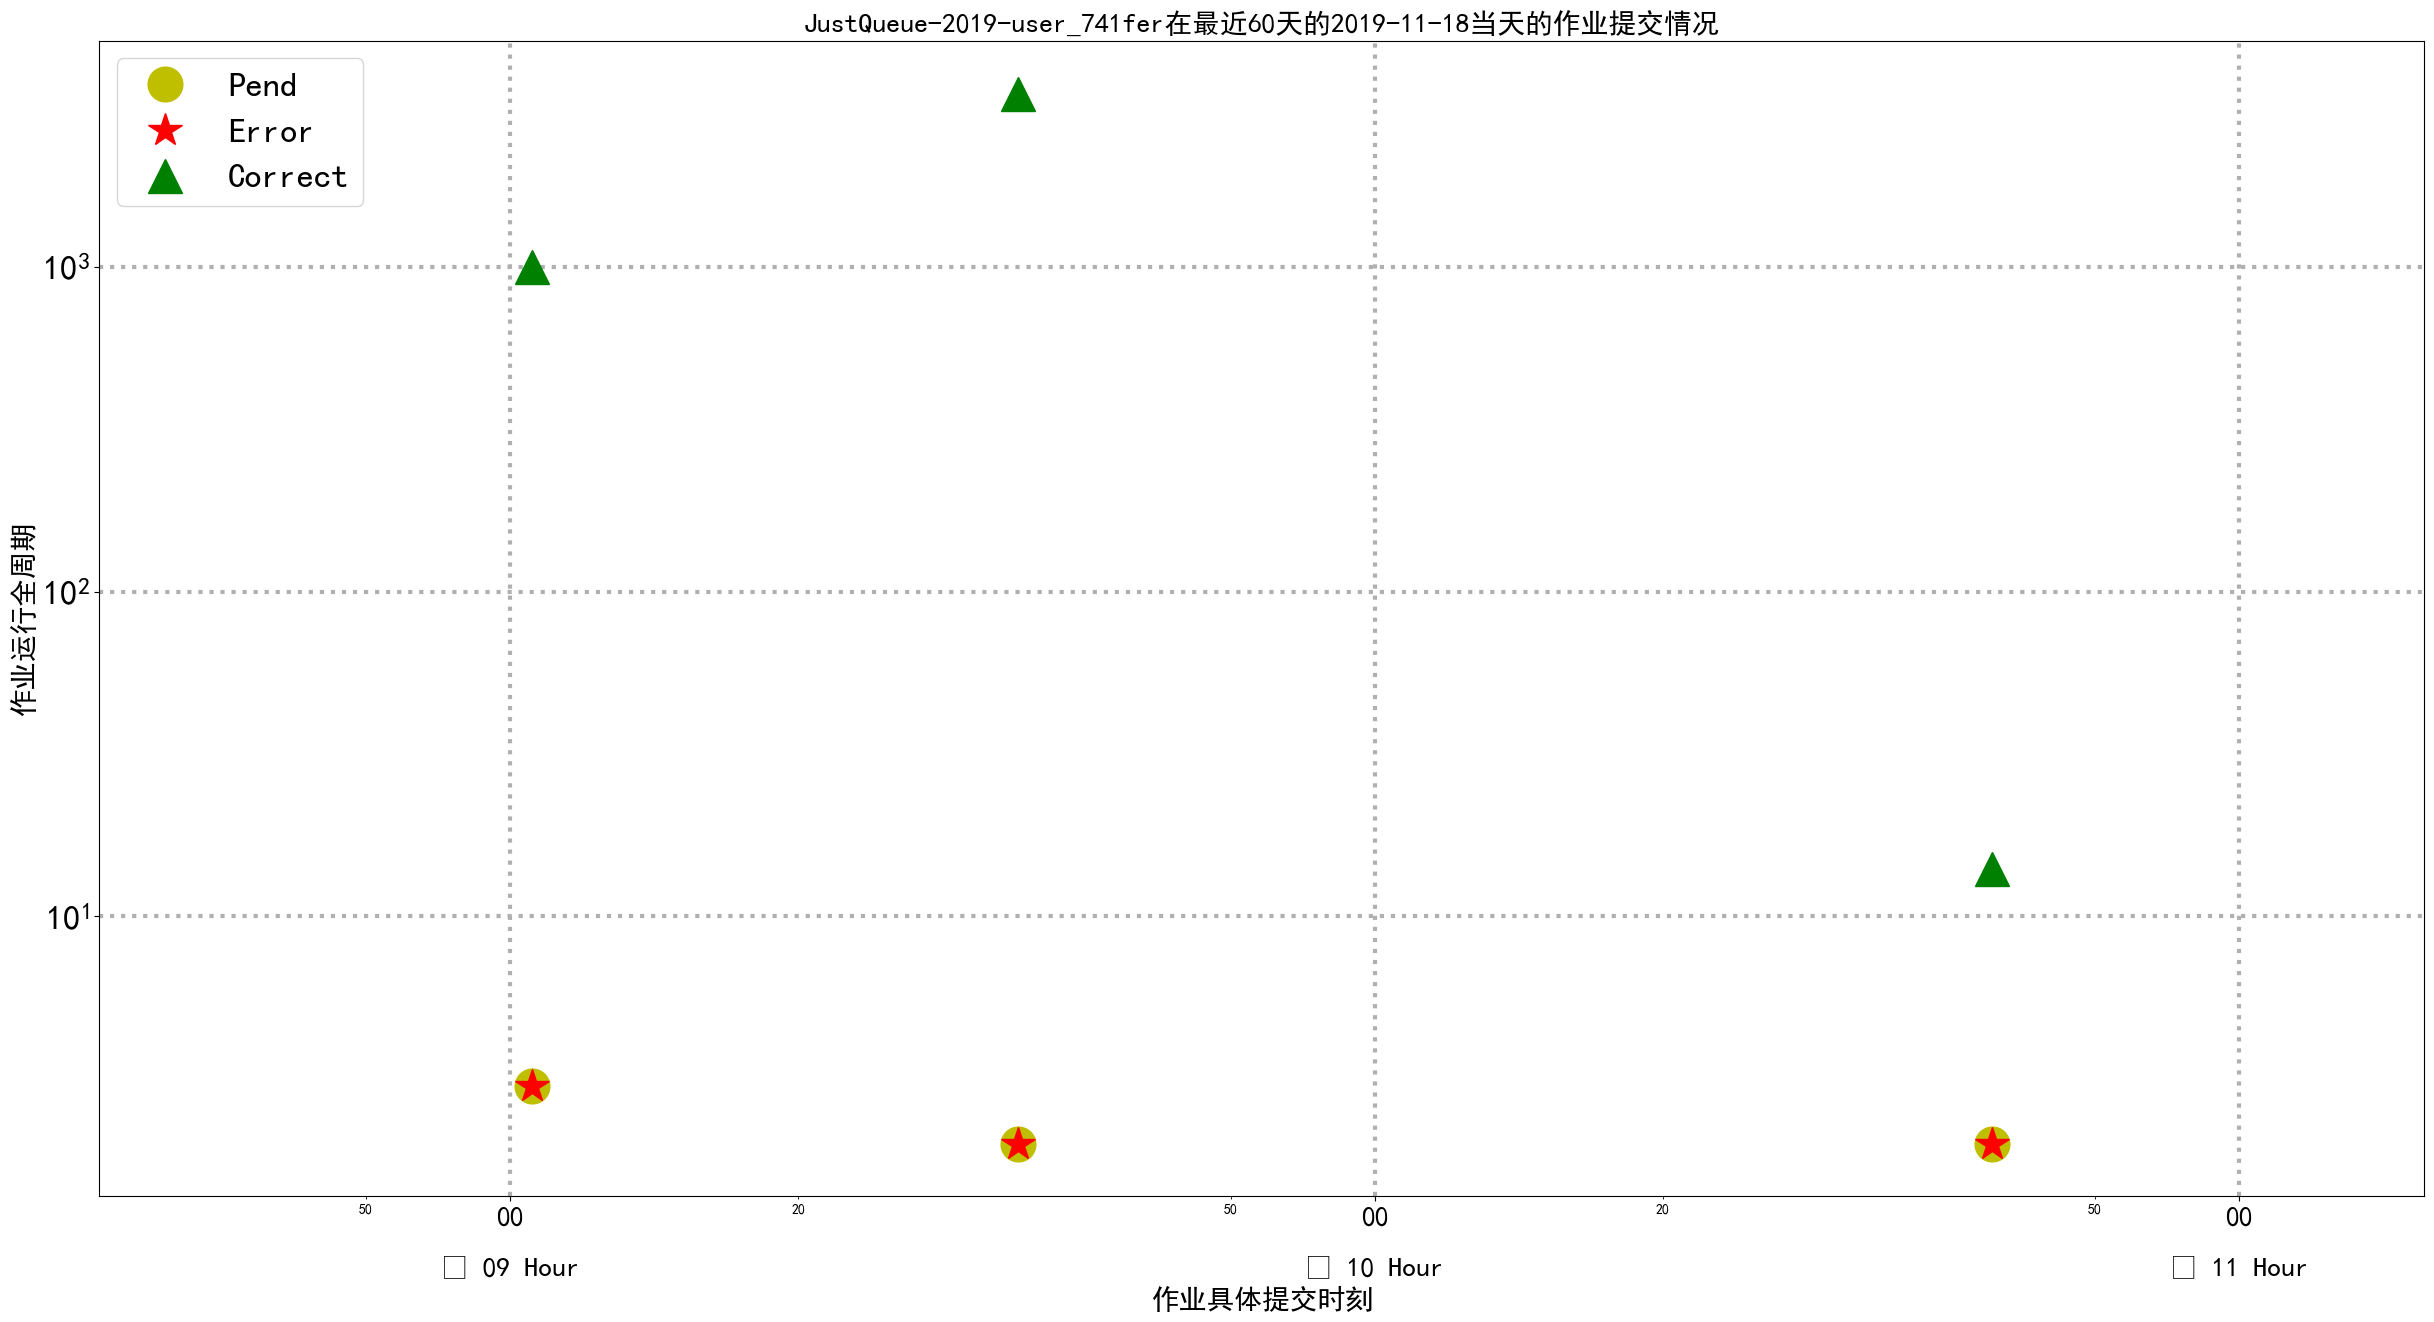 JustQueue-2019-user_741fer在最近60天的2019-11-18当天的作业提交情况
Pend
Error
Correct
10³
10²
10¹
作业运行全周期
50 00 20 50 00 20 50 00
□ 09 Hour □ 10 Hour □ 11 Hour
作业具体提交时刻